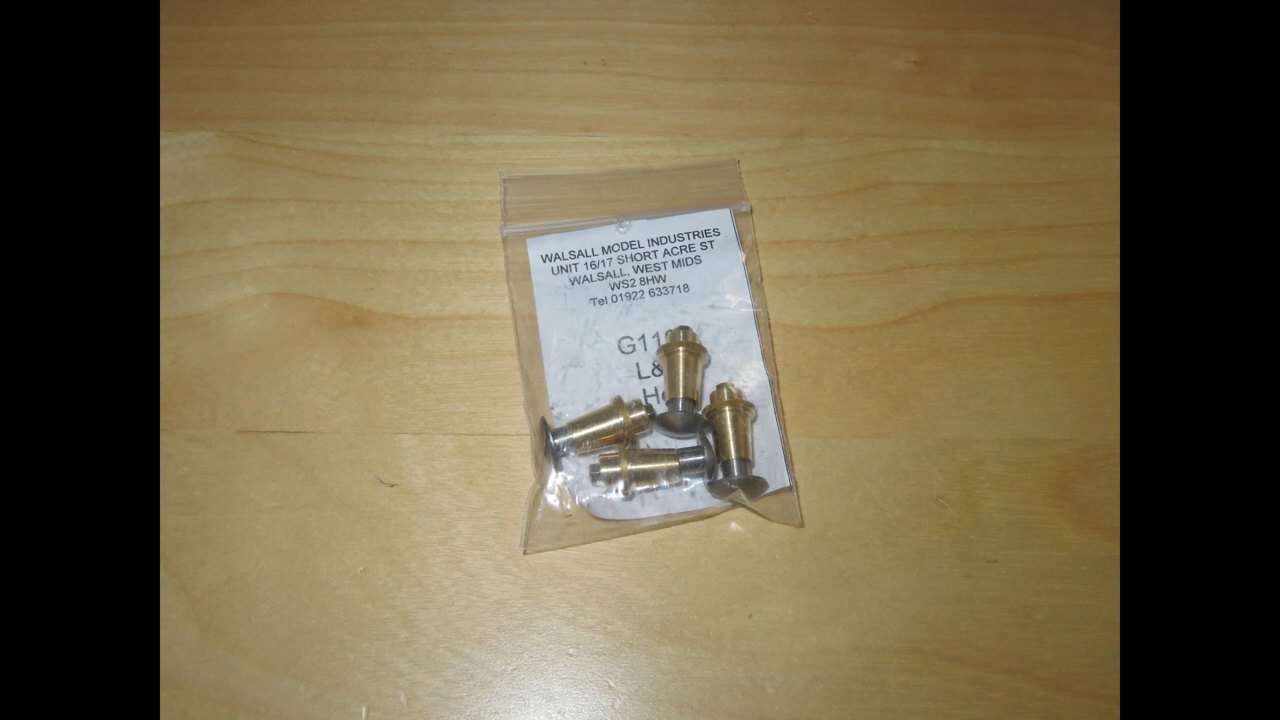 WALSALL MODEL INDUSTRIES
UNIT 16/17 SHORT ACRE ST
WALSALL, WEST MIDS
WS2 8HW
Tel 01922 633718